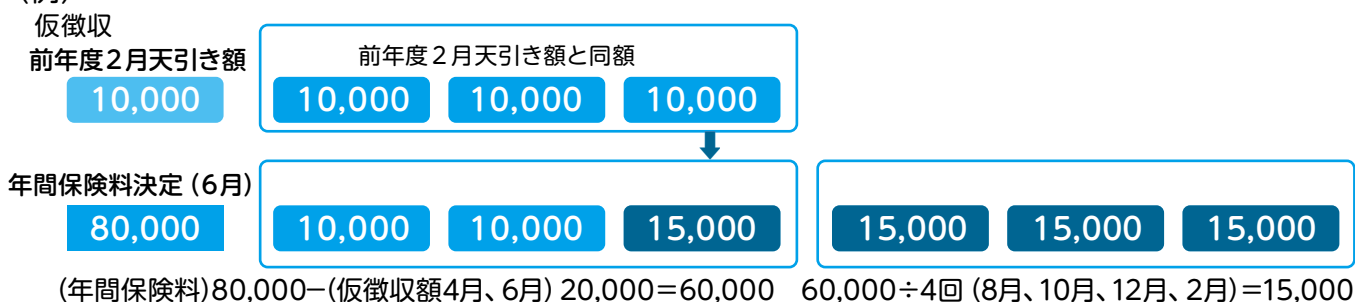 (例)
仮徴収
前年度2月天引き額
前年度2月天引き額と同額
10,000
10,000 10,000 10,000
年間保険料決定(6月)
80,000
10,000 10,000 15,000
15,000 15,000 15,000
(年間保険料)80,000−(仮徴収額4月、6月)20,000=60,000 60,000÷4回(8月、10月、12月、2月)=15,000